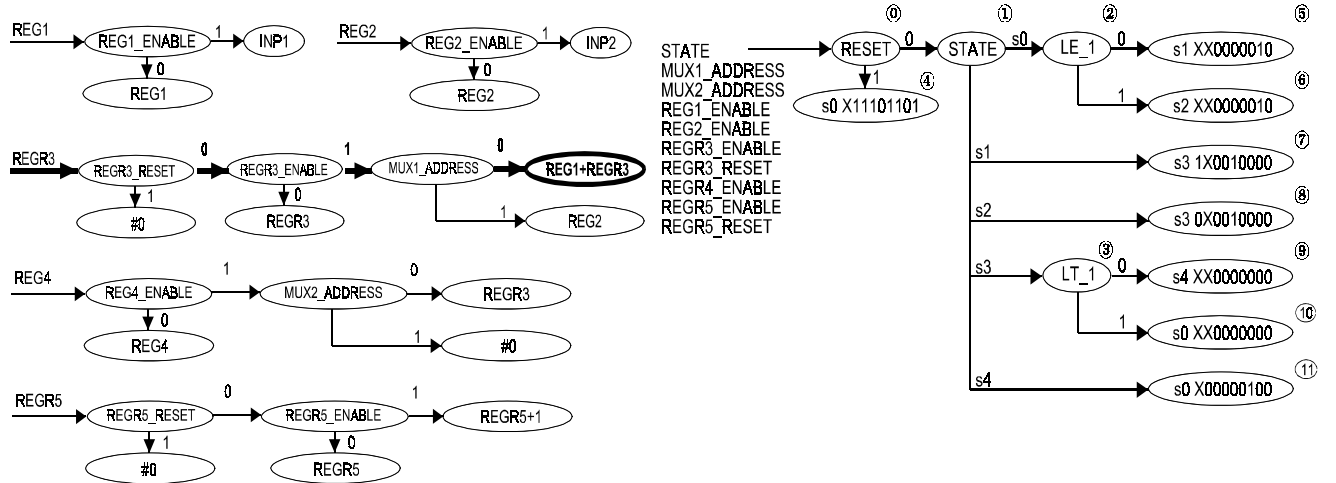 REG1
REG1_ENABLE
1
INP1
0
REG1
REG2
REG2_ENABLE
1
INP2
0
REG2
REGR3
REGR3_RESET
0
REGR3_ENABLE
1
MUX1_ADDRESS
0
REG1+REGR3
1
#0
0
REGR3
1
REG2
REG4
REG4_ENABLE
1
MUX2_ADDRESS
0
REGR3
0
REG4
1
#0
REGR5
REGR5_RESET
0
REGR5_ENABLE
1
REGR5+1
1
#0
0
REGR5
STATE
MUX1_ADDRESS
MUX2_ADDRESS
REG1_ENABLE
REG2_ENABLE
REGR3_ENABLE
REGR3_RESET
REGR4_ENABLE
REGR5_ENABLE
REGR5_RESET
⓪
RESET
0
①
STATE
s0
②
LE_1
0
⑤
s1 XX0000010
1
④
s0 X11101101
1
⑥
s2 XX0000010
s1
⑦
s3 1X0010000
s2
⑧
s3 0X0010000
s3
③
LT_1
0
⑨
s4 XX0000000
1
⑩
s0 XX0000000
s4
⑪
s0 X00000100